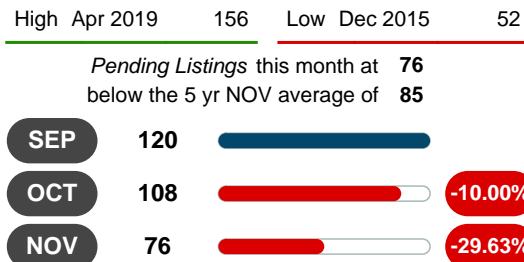 High Apr 2019 156 Low Dec 2015 52
Pending Listings this month at 76
below the 5 yr NOV average of 85
SEP 120
OCT 108 -10.00%
NOV 76 -29.63%